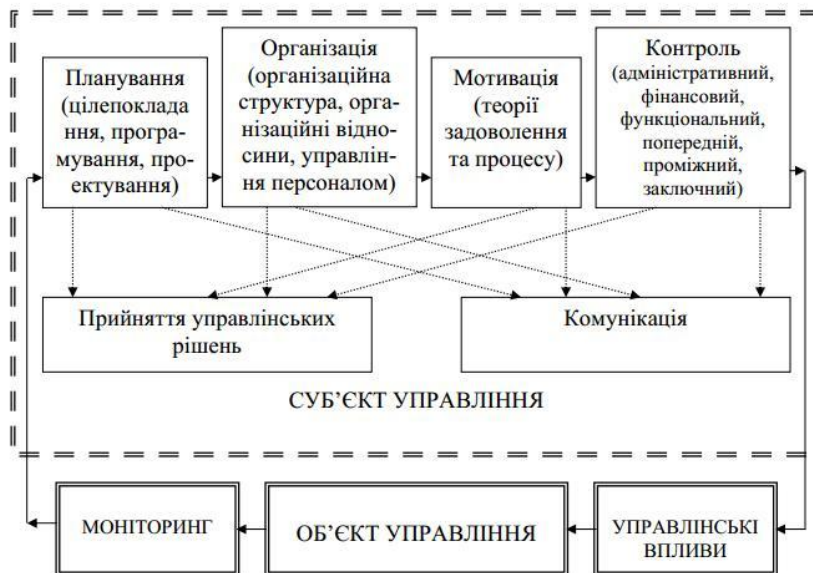 Планування
(цілепоклада
ння, програ-
мування, про-
ектування)
Організація
(організаційна
структура, орга-
нізаційні відно-
сини, управлін-
ня персоналом)
Мотивація
(теорії
задоволення
та процесу)
Контроль
(адміністративний,
фінансовий,
функціональний,
попередній,
проміжний,
заключний)
Прийняття управлінських
рішень
Комунікація
СУБ’ЄКТ УПРАВЛІННЯ
МОНІТОРИНГ
ОБ’ЄКТ УПРАВЛІННЯ
УПРАВЛІНСЬКІ
ВПЛИВИ